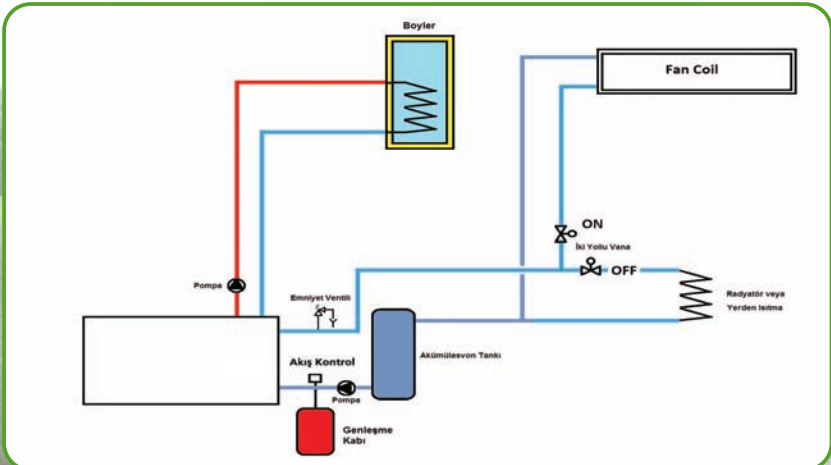 Boyler
Fan Coil
ON
İki Yollu Vana
OFF
Pompa
Emniyet Ventili
Radyatör veya
Yerden Isıtma
Akış Kontrol
Akümülasvon Tankı
Pompa
Genleşme
Kabı